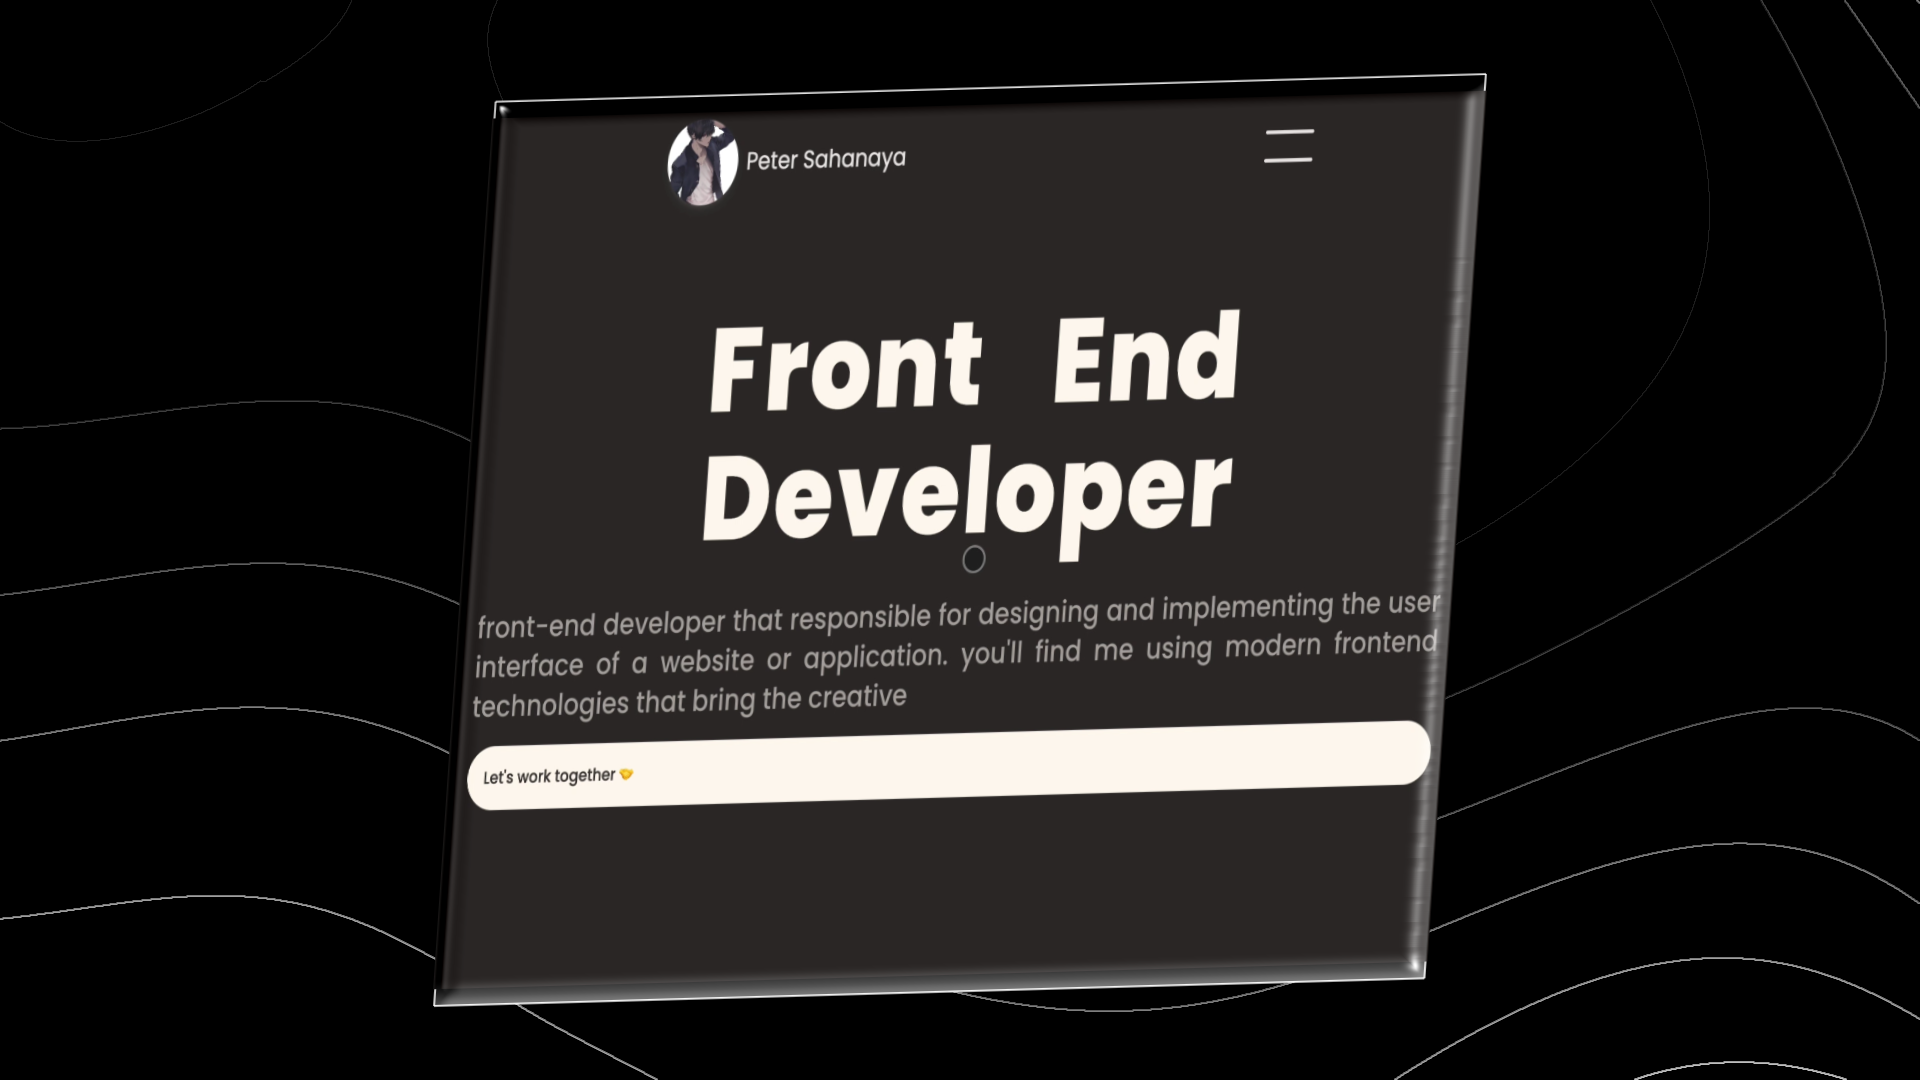 Peter Sahanaya
Front End
Developer
front-end developer that responsible for designing and implementing the user
interface of a website or application. you'll find me using modern frontend
technologies that bring the creative
Let's work together 🤝